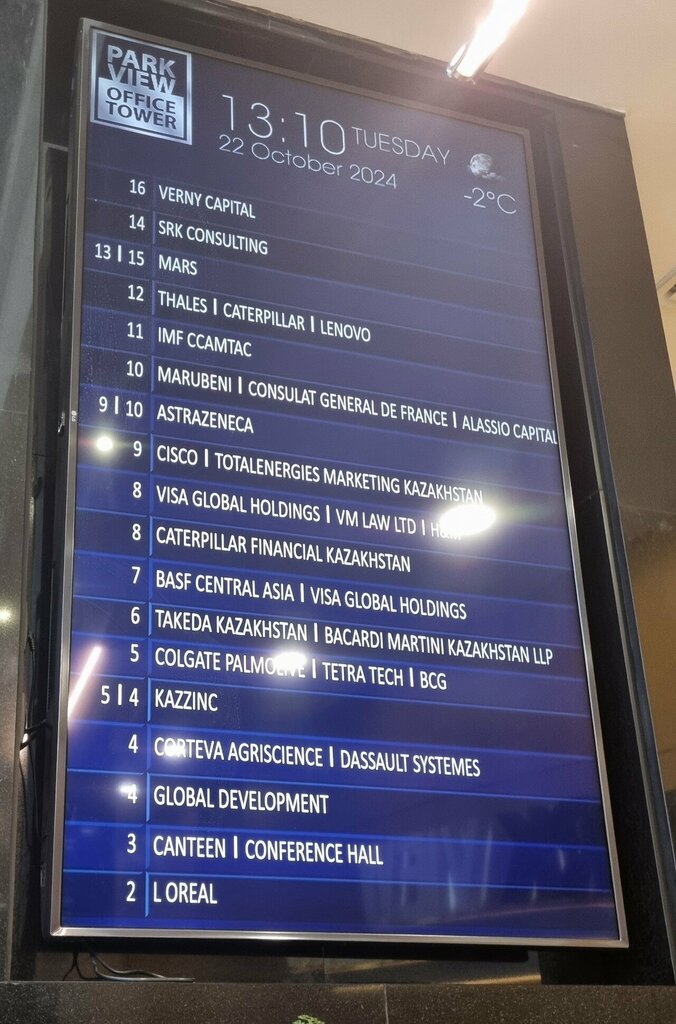 PARK
VIEW
OFFICE
TOWER
13:10 TUESDAY
22 October 2024
-2°C
16 VERNY CAPITAL
14 SRK CONSULTING
13 | 15 MARS
12 THALES | CATERPILLAR | LENOVO
11 IMF CCAMTAC
10 MARUBENI | CONSULAT GENERAL DE FRANCE | ALASSIO CAPITAL
9 | 10 ASTRAZENECA
9 CISCO | TOTALENERGIES MARKETING KAZAKHSTAN
8 VISA GLOBAL HOLDINGS | VM LAW LTD | H&M
8 CATERPILLAR FINANCIAL KAZAKHSTAN
7 BASF CENTRAL ASIA | VISA GLOBAL HOLDINGS
6 TAKEDA KAZAKHSTAN | BACARDI MARTINI KAZAKHSTAN LLP
5 COLGATE PALMOLIVE | TETRA TECH | BCG
5 | 4 KAZZINC
4 CORTEVA AGRISCIENCE | DASSAULT SYSTEMES
4 GLOBAL DEVELOPMENT
3 CANTEEN | CONFERENCE HALL
2 L OREAL